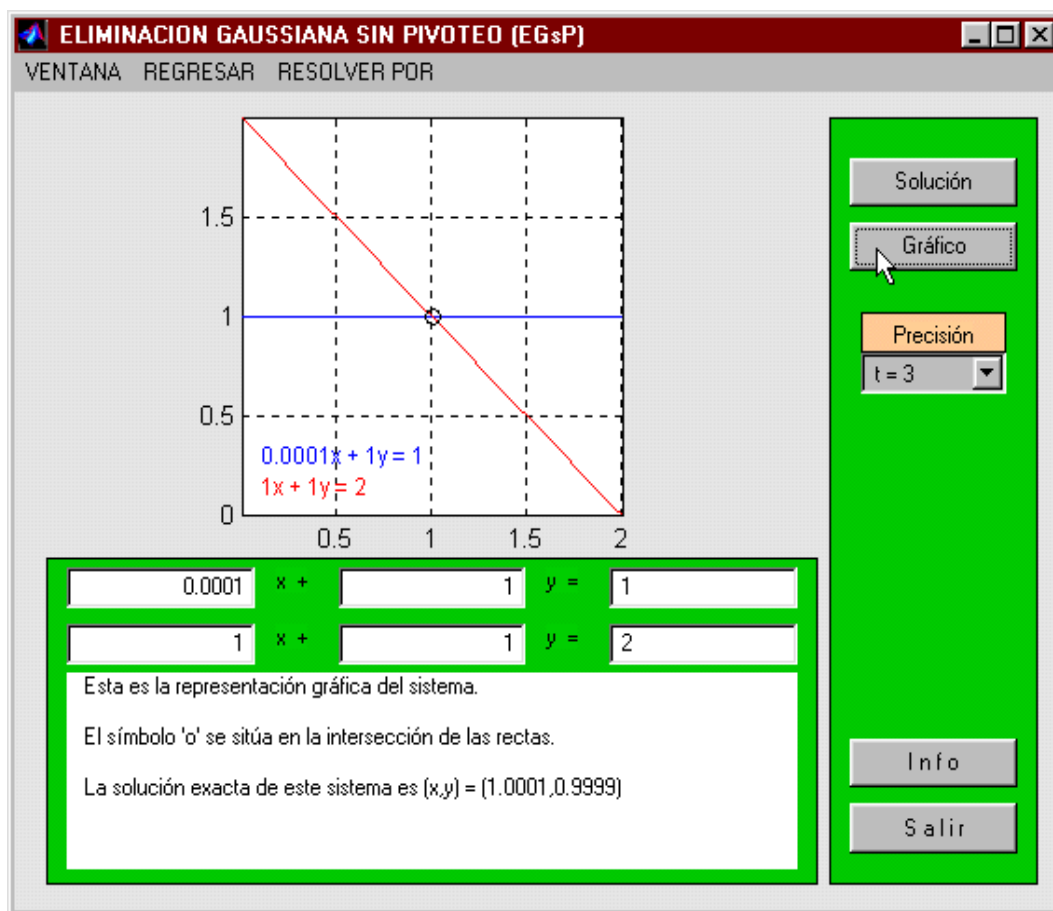 ELIMINACION GAUSSIANA SIN PIVOTEO (EGsP)
VENTANA REGRESAR RESOLVER POR
1.5
1
0.5
0
0.5 1 1.5 2
0.0001x + 1y = 1
1x + 1y = 2
Solución
Gráfico
Precisión
t = 3
0.0001 x + 1 y = 1
1 x + 1 y = 2
Esta es la representación gráfica del sistema.
El símbolo 'o' se sitúa en la intersección de las rectas.
La solución exacta de este sistema es (x,y) = (1.0001,0.9999)
Info
Salir